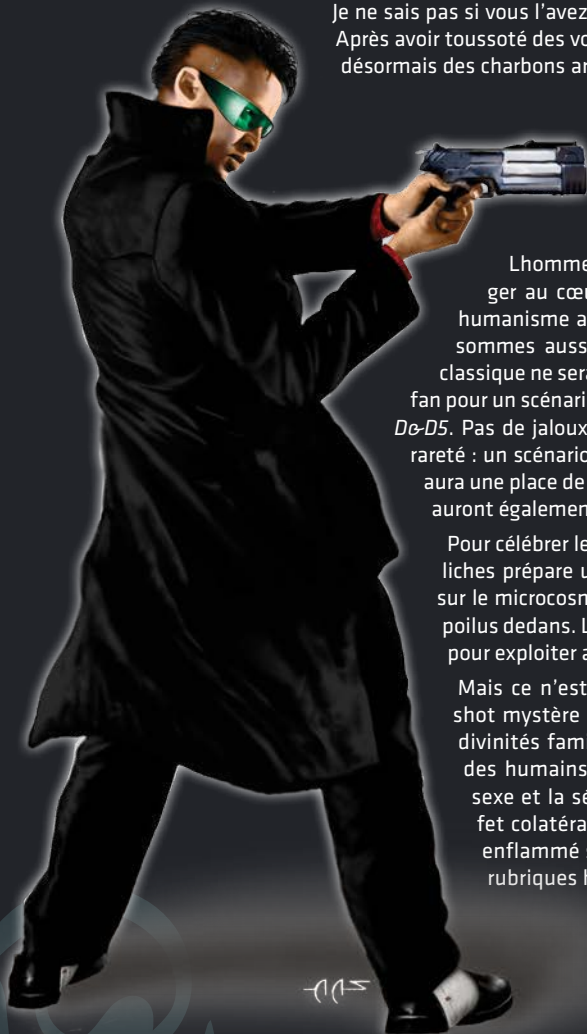 Je ne sais pas si vous l'avez
Après avoir toussoté des vo
désormais des charbons ar
Lhomme
ger au cœu
humanisme a
sommes auss
classique ne sera
fan pour un scénari
D&D5. Pas de jaloux
rareté : un scénario
aura une place de
auront également
Pour célébrer le
liches prépare u
sur le microcosm
poilus dedans. L
pour exploiter a
Mais ce n'est
shot mystère
divinités fam
des humains
sexe et la sé
fet colatéra
enflammé s
rubriques h